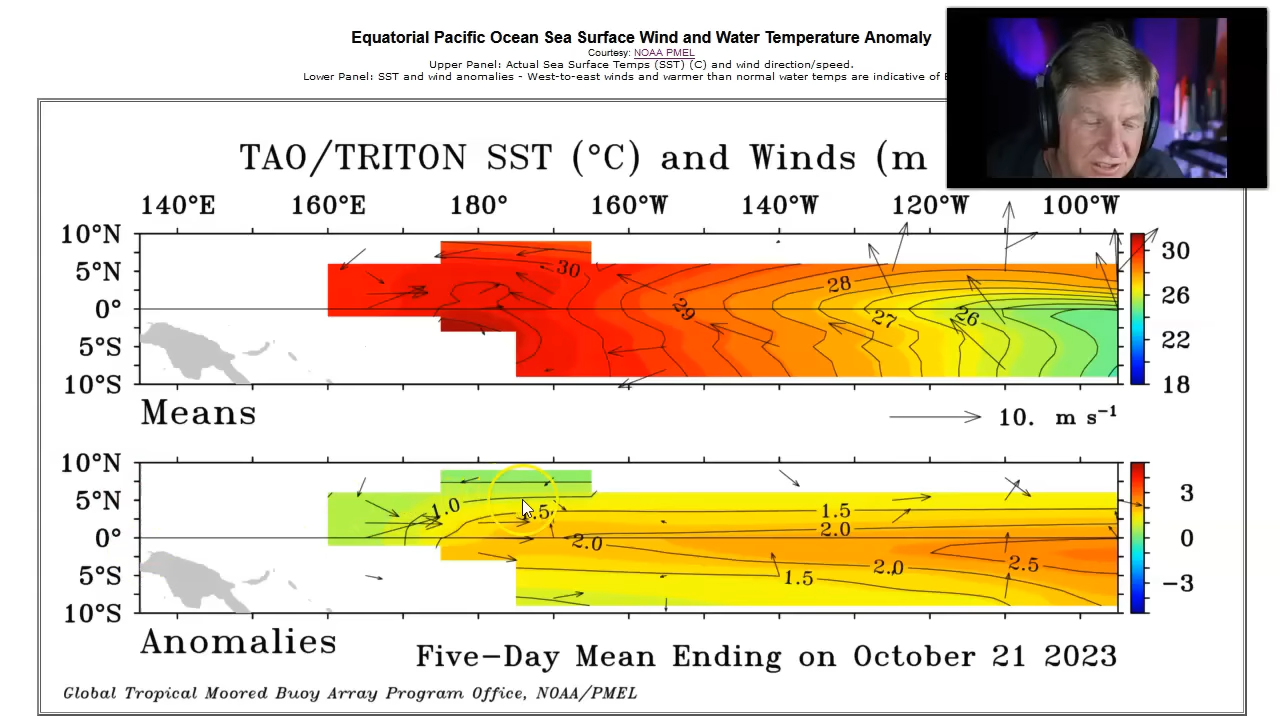 Equatorial Pacific Ocean Sea Surface Wind and Water Temperature Anomaly
Courtesy: NOAA PMEL
Upper Panel: Actual Sea Surface Temps (SST) (C) and wind direction/speed.
Lower Panel: SST and wind anomalies - West-to-east winds and warmer than normal water temps are indicative of
TAO/TRITON SST (°C) and Winds (m
140°E 160°E 180° 160°W 140°W 120°W 100°W
10°N
5°N
0°
5°S
10°S
30
29
28
27
26
30
26
22
18
Means
10. m s⁻¹
10°N
5°N
0°
5°S
10°S
1.0
.5
2.0
1.5
2.0
2.0
1.5
2.5
3
0
−3
Anomalies
Five−Day Mean Ending on October 21 2023
Global Tropical Moored Buoy Array Program Office, NOAA/PMEL